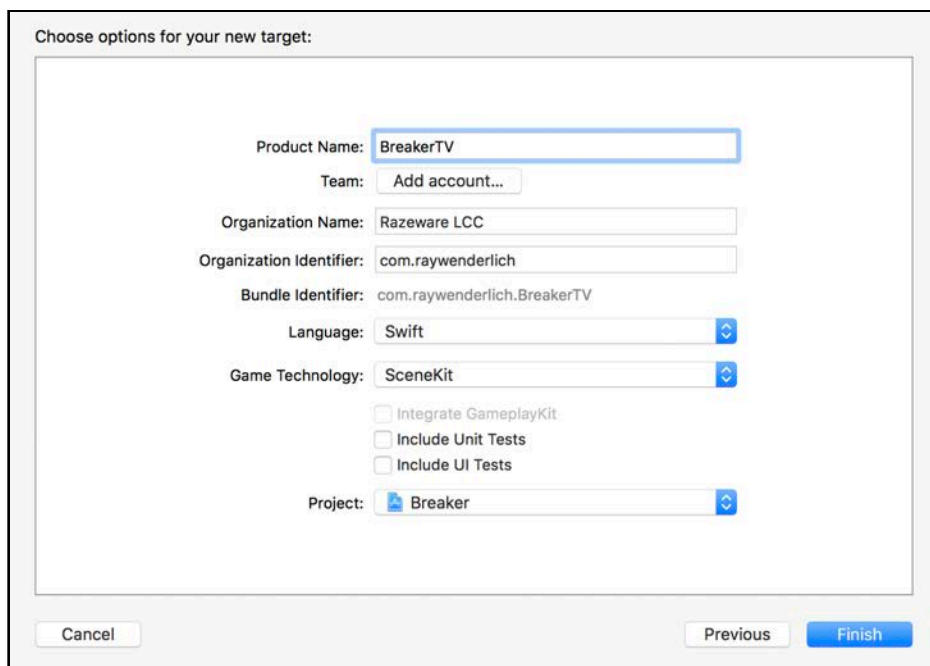 Choose options for your new target:
Product Name: BreakerTV
Team: Add account...
Organization Name: Razeware LCC
Organization Identifier: com.raywenderlich
Bundle Identifier: com.raywenderlich.BreakerTV
Language: Swift
Game Technology: SceneKit
Integrate GameplayKit
Include Unit Tests
Include UI Tests
Project: Breaker
Cancel Previous Finish